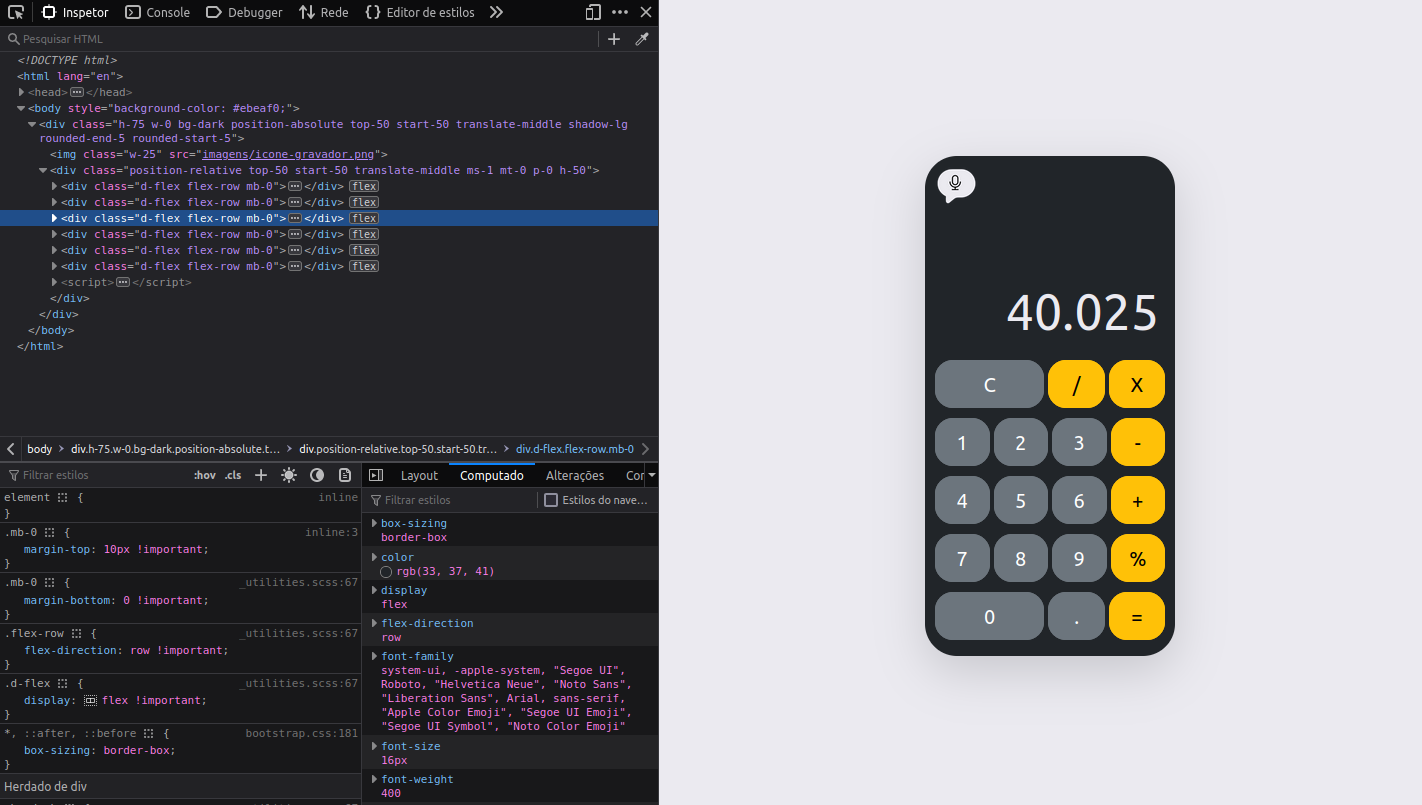 Inspetor Console Debugger Rede Editor de estilos
Pesquisar HTML
<!DOCTYPE html>
<html lang="en">
<head></head>
<body style="background-color: #ebeaf0;">
<div class="h-75 w-0 bg-dark position-absolute top-50 start-50 translate-middle shadow-lg
rounded-end-5 rounded-start-5">
<img class="w-25" src="imagens/icone-gravador.png">
<div class="position-relative top-50 start-50 translate-middle ms-1 mt-0 p-0 h-50">
<div class="d-flex flex-row mb-0"></div> flex
<div class="d-flex flex-row mb-0"></div> flex
<div class="d-flex flex-row mb-0"></div> flex
<div class="d-flex flex-row mb-0"></div> flex
<div class="d-flex flex-row mb-0"></div> flex
<div class="d-flex flex-row mb-0"></div> flex
<script></script>
</div>
</div>
</body>
</html>
body div.h-75.w-0.bg-dark.position-absolute.t… div.position-relative.top-50.start-50.tr… div.d-flex.flex-row.mb-0
Filtrar estilos :hov .cls
element {
inline
}
.mb-0 {
inline:3
margin-top: 10px !important;
}
.mb-0 {
_utilities.scss:67
margin-bottom: 0 !important;
}
.flex-row {
_utilities.scss:67
flex-direction: row !important;
}
.d-flex {
_utilities.scss:67
display: flex !important;
}
*, ::after, ::before {
bootstrap.css:181
box-sizing: border-box;
}
Herdado de div
Layout Computado Alterações Cor
Filtrar estilos Estilos do nave…
box-sizing
border-box
color
rgb(33, 37, 41)
display
flex
flex-direction
row
font-family
system-ui, -apple-system, "Segoe UI",
Roboto, "Helvetica Neue", "Noto Sans",
"Liberation Sans", Arial, sans-serif,
"Apple Color Emoji", "Segoe UI Emoji",
"Segoe UI Symbol", "Noto Color Emoji"
font-size
16px
font-weight
400
40.025
C / X
1 2 3 -
4 5 6 +
7 8 9 %
0 . =